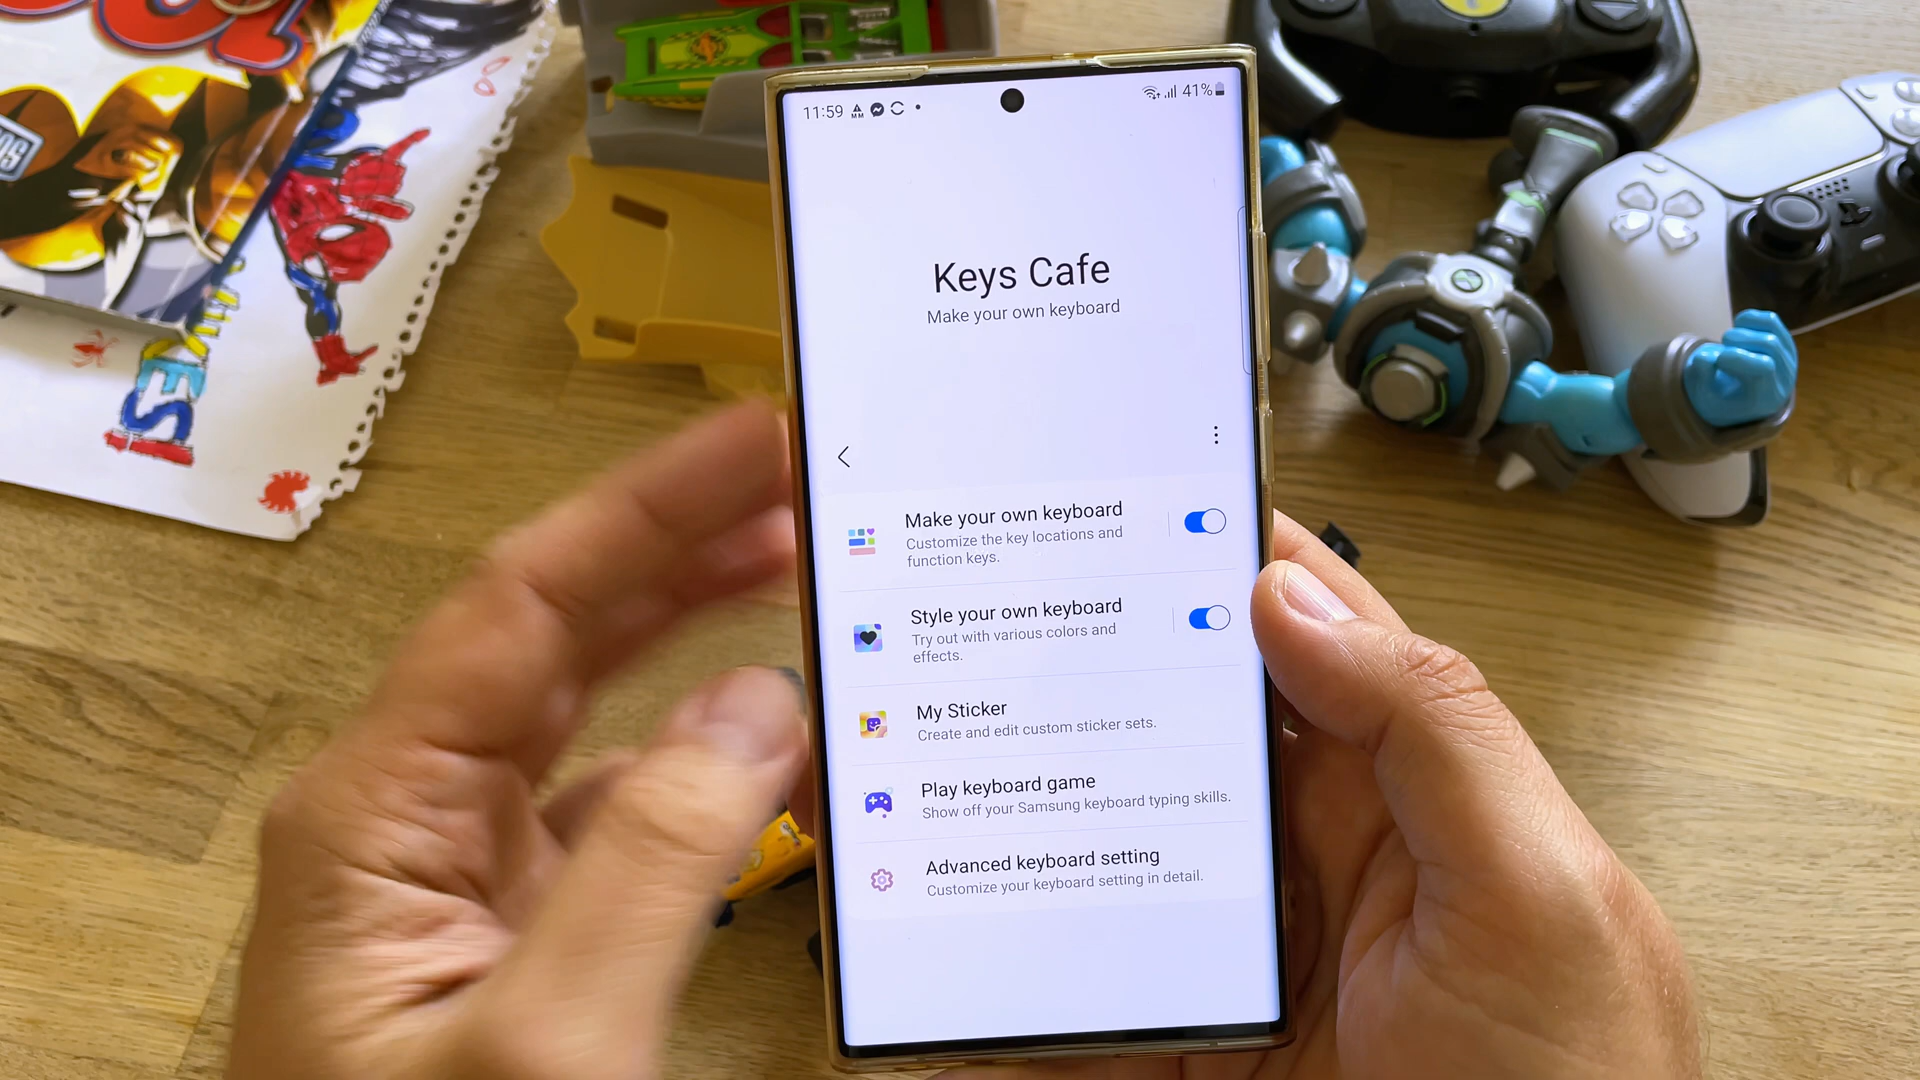 11:59
41%
Keys Cafe
Make your own keyboard
Make your own keyboard
Customize the key locations and
function keys.
Style your own keyboard
Try out with various colors and
effects.
My Sticker
Create and edit custom sticker sets.
Play keyboard game
Show off your Samsung keyboard typing skills.
Advanced keyboard setting
Customize your keyboard setting in detail.